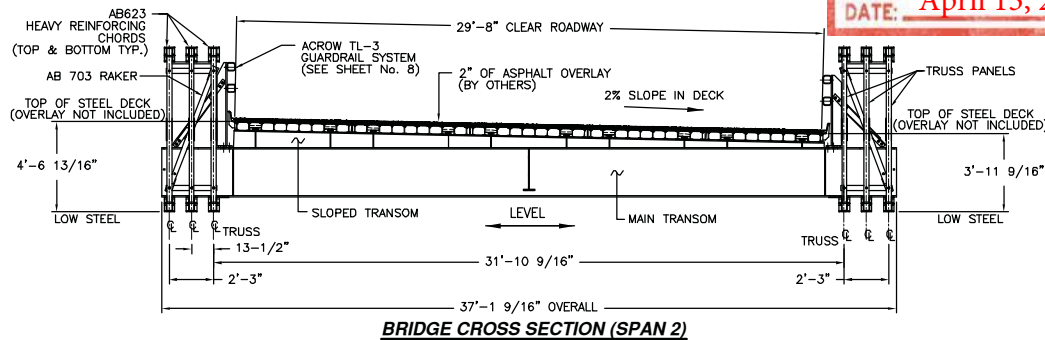 DATE: April 13, 2
AB623
HEAVY REINFORCING
CHORDS
(TOP & BOTTOM TYP.)
AB 703 RAKER
TOP OF STEEL DECK
(OVERLAY NOT INCLUDED)
4'-6 13/16"
LOW STEEL
29'-8" CLEAR ROADWAY
ACROW TL-3
GUARDRAIL SYSTEM
(SEE SHEET No. 8)
2" OF ASPHALT OVERLAY
(BY OTHERS)
2% SLOPE IN DECK
TRUSS PANELS
TOP OF STEEL DECK
(OVERLAY NOT INCLUDED)
3'-11 9/16"
LOW STEEL
SLOPED TRANSOM
LEVEL
MAIN TRANSOM
℄ ℄ ℄ TRUSS
TRUSS ℄ ℄ ℄
13-1/2"
31'-10 9/16"
2'-3"
2'-3"
37'-1 9/16" OVERALL
BRIDGE CROSS SECTION (SPAN 2)